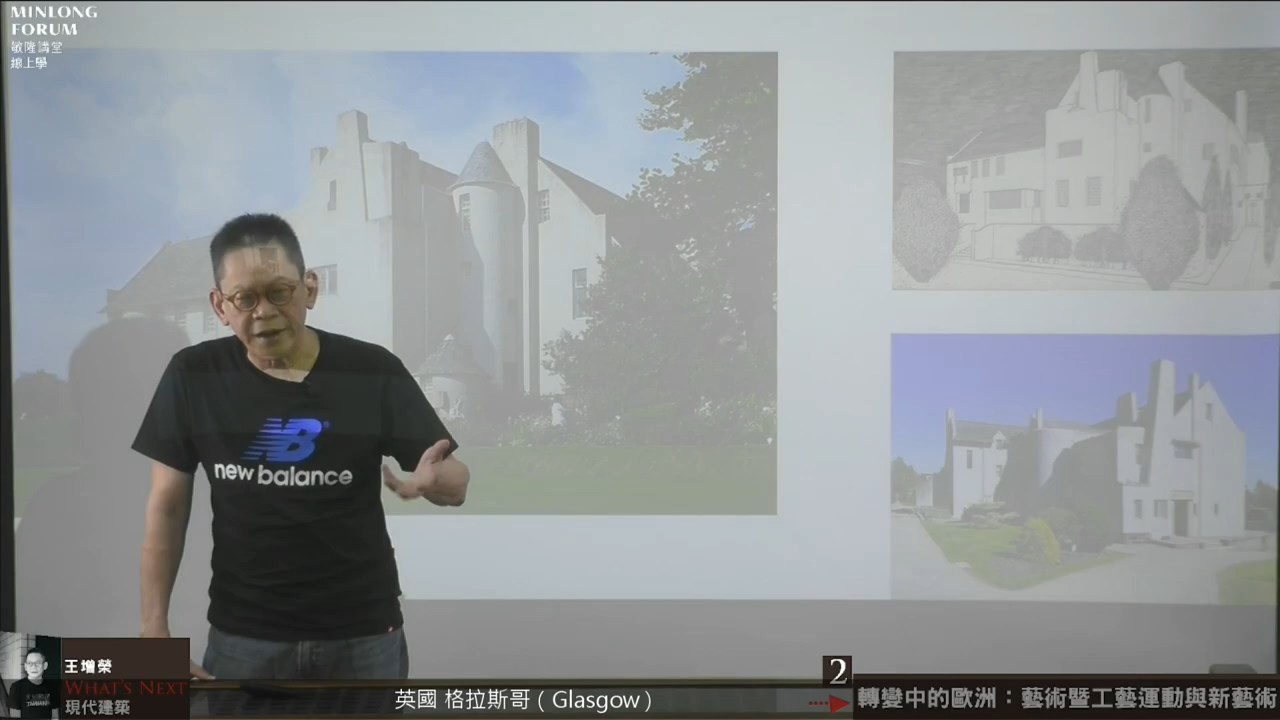 MINLONG
FORUM
敏隆講堂
線上學
NB
new balance
王增榮
WHAT'S NEXT
現代建築
英國 格拉斯哥（Glasgow）
2
轉變中的歐洲：藝術暨工藝運動與新藝術